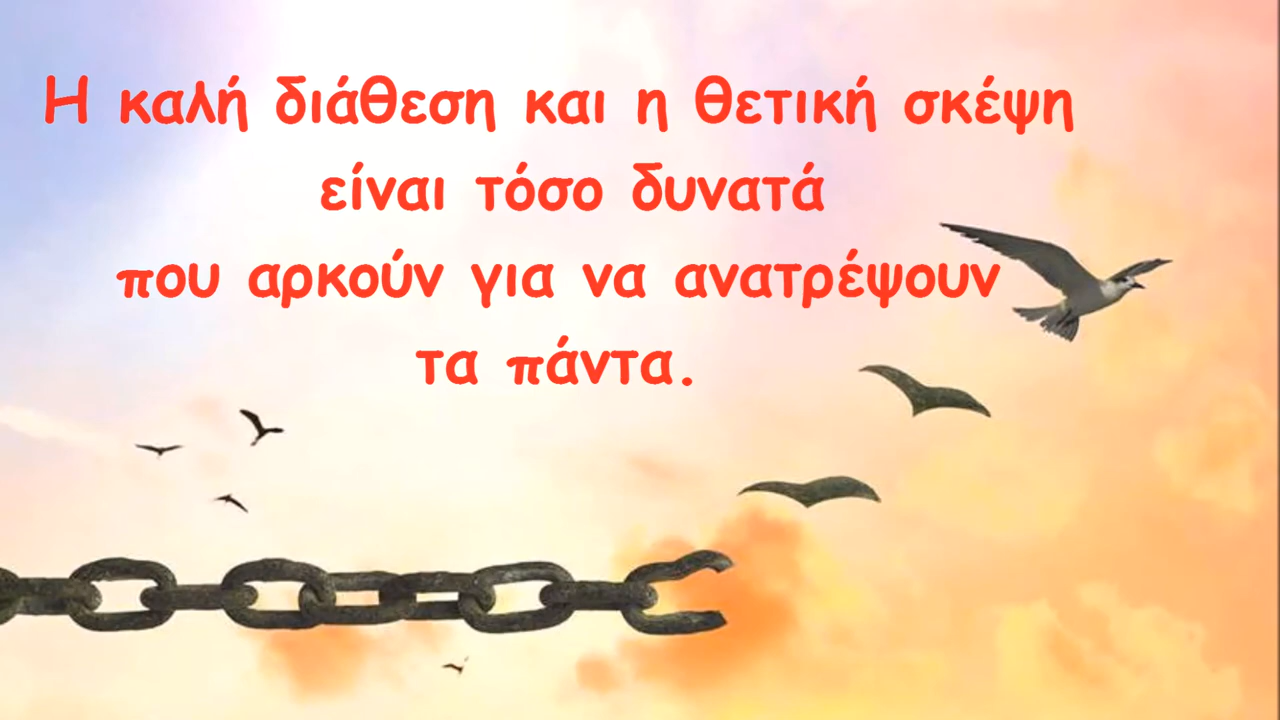 Η καλή διάθεση και η θετική σκέψη
είναι τόσο δυνατά
που αρκούν για να ανατρέψουν
τα πάντα.